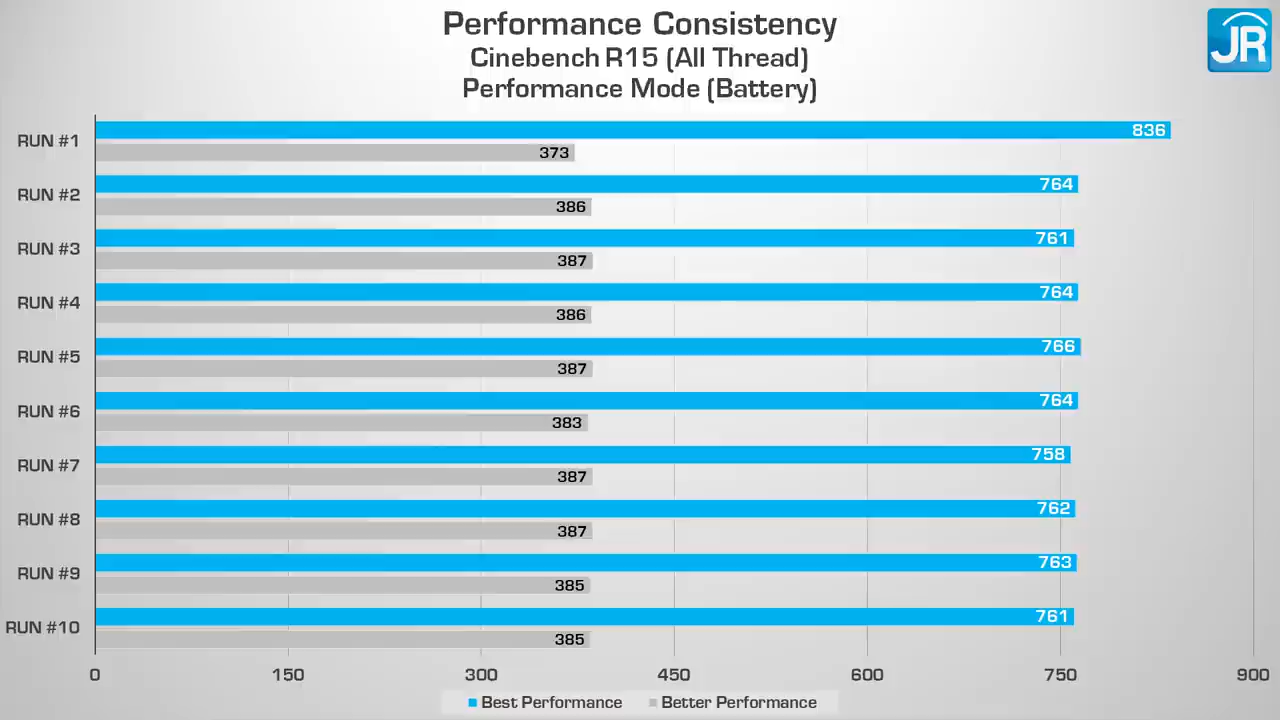 Performance Consistency
Cinebench R15 (All Thread)
Performance Mode (Battery)
JR
RUN #1
836
373
RUN #2
764
386
RUN #3
761
387
RUN #4
764
386
RUN #5
766
387
RUN #6
764
383
RUN #7
758
387
RUN #8
762
387
RUN #9
763
385
RUN #10
761
385
0 150 300 450 600 750 900
Best Performance Better Performance